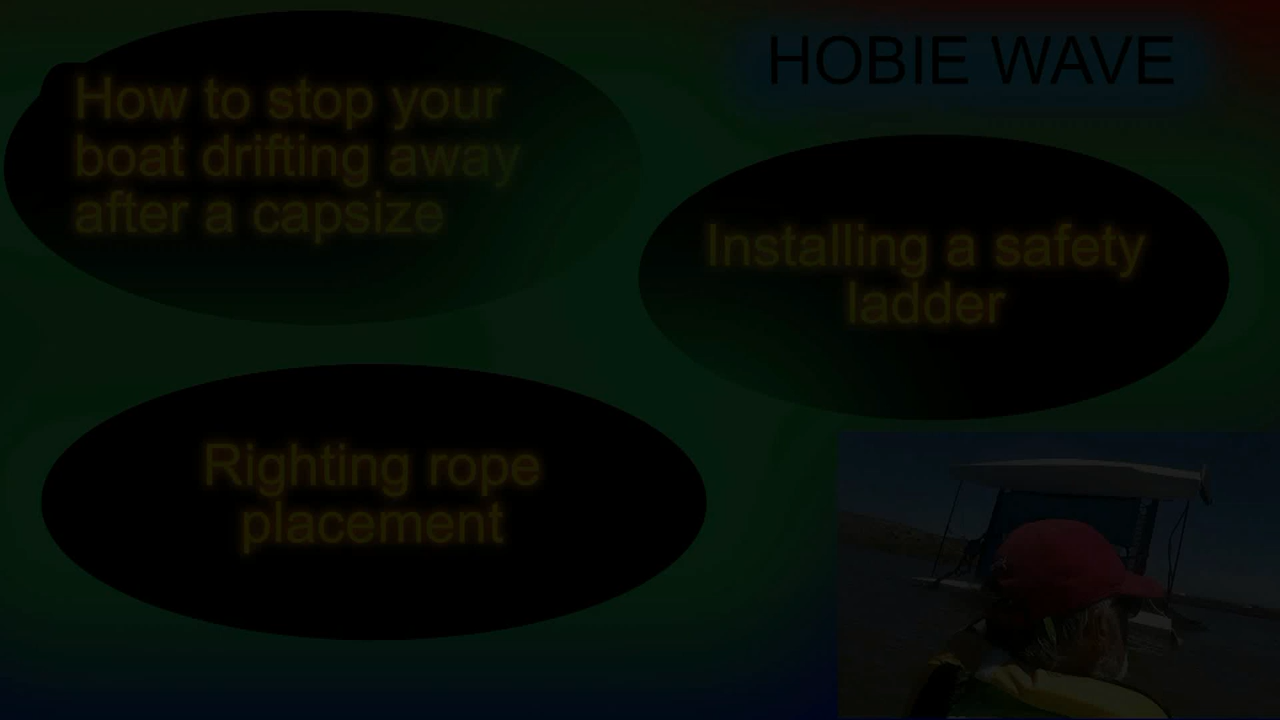 HOBIE WAVE
How to stop your
boat drifting away
after a capsize
Installing a safety
ladder
Righting rope
placement